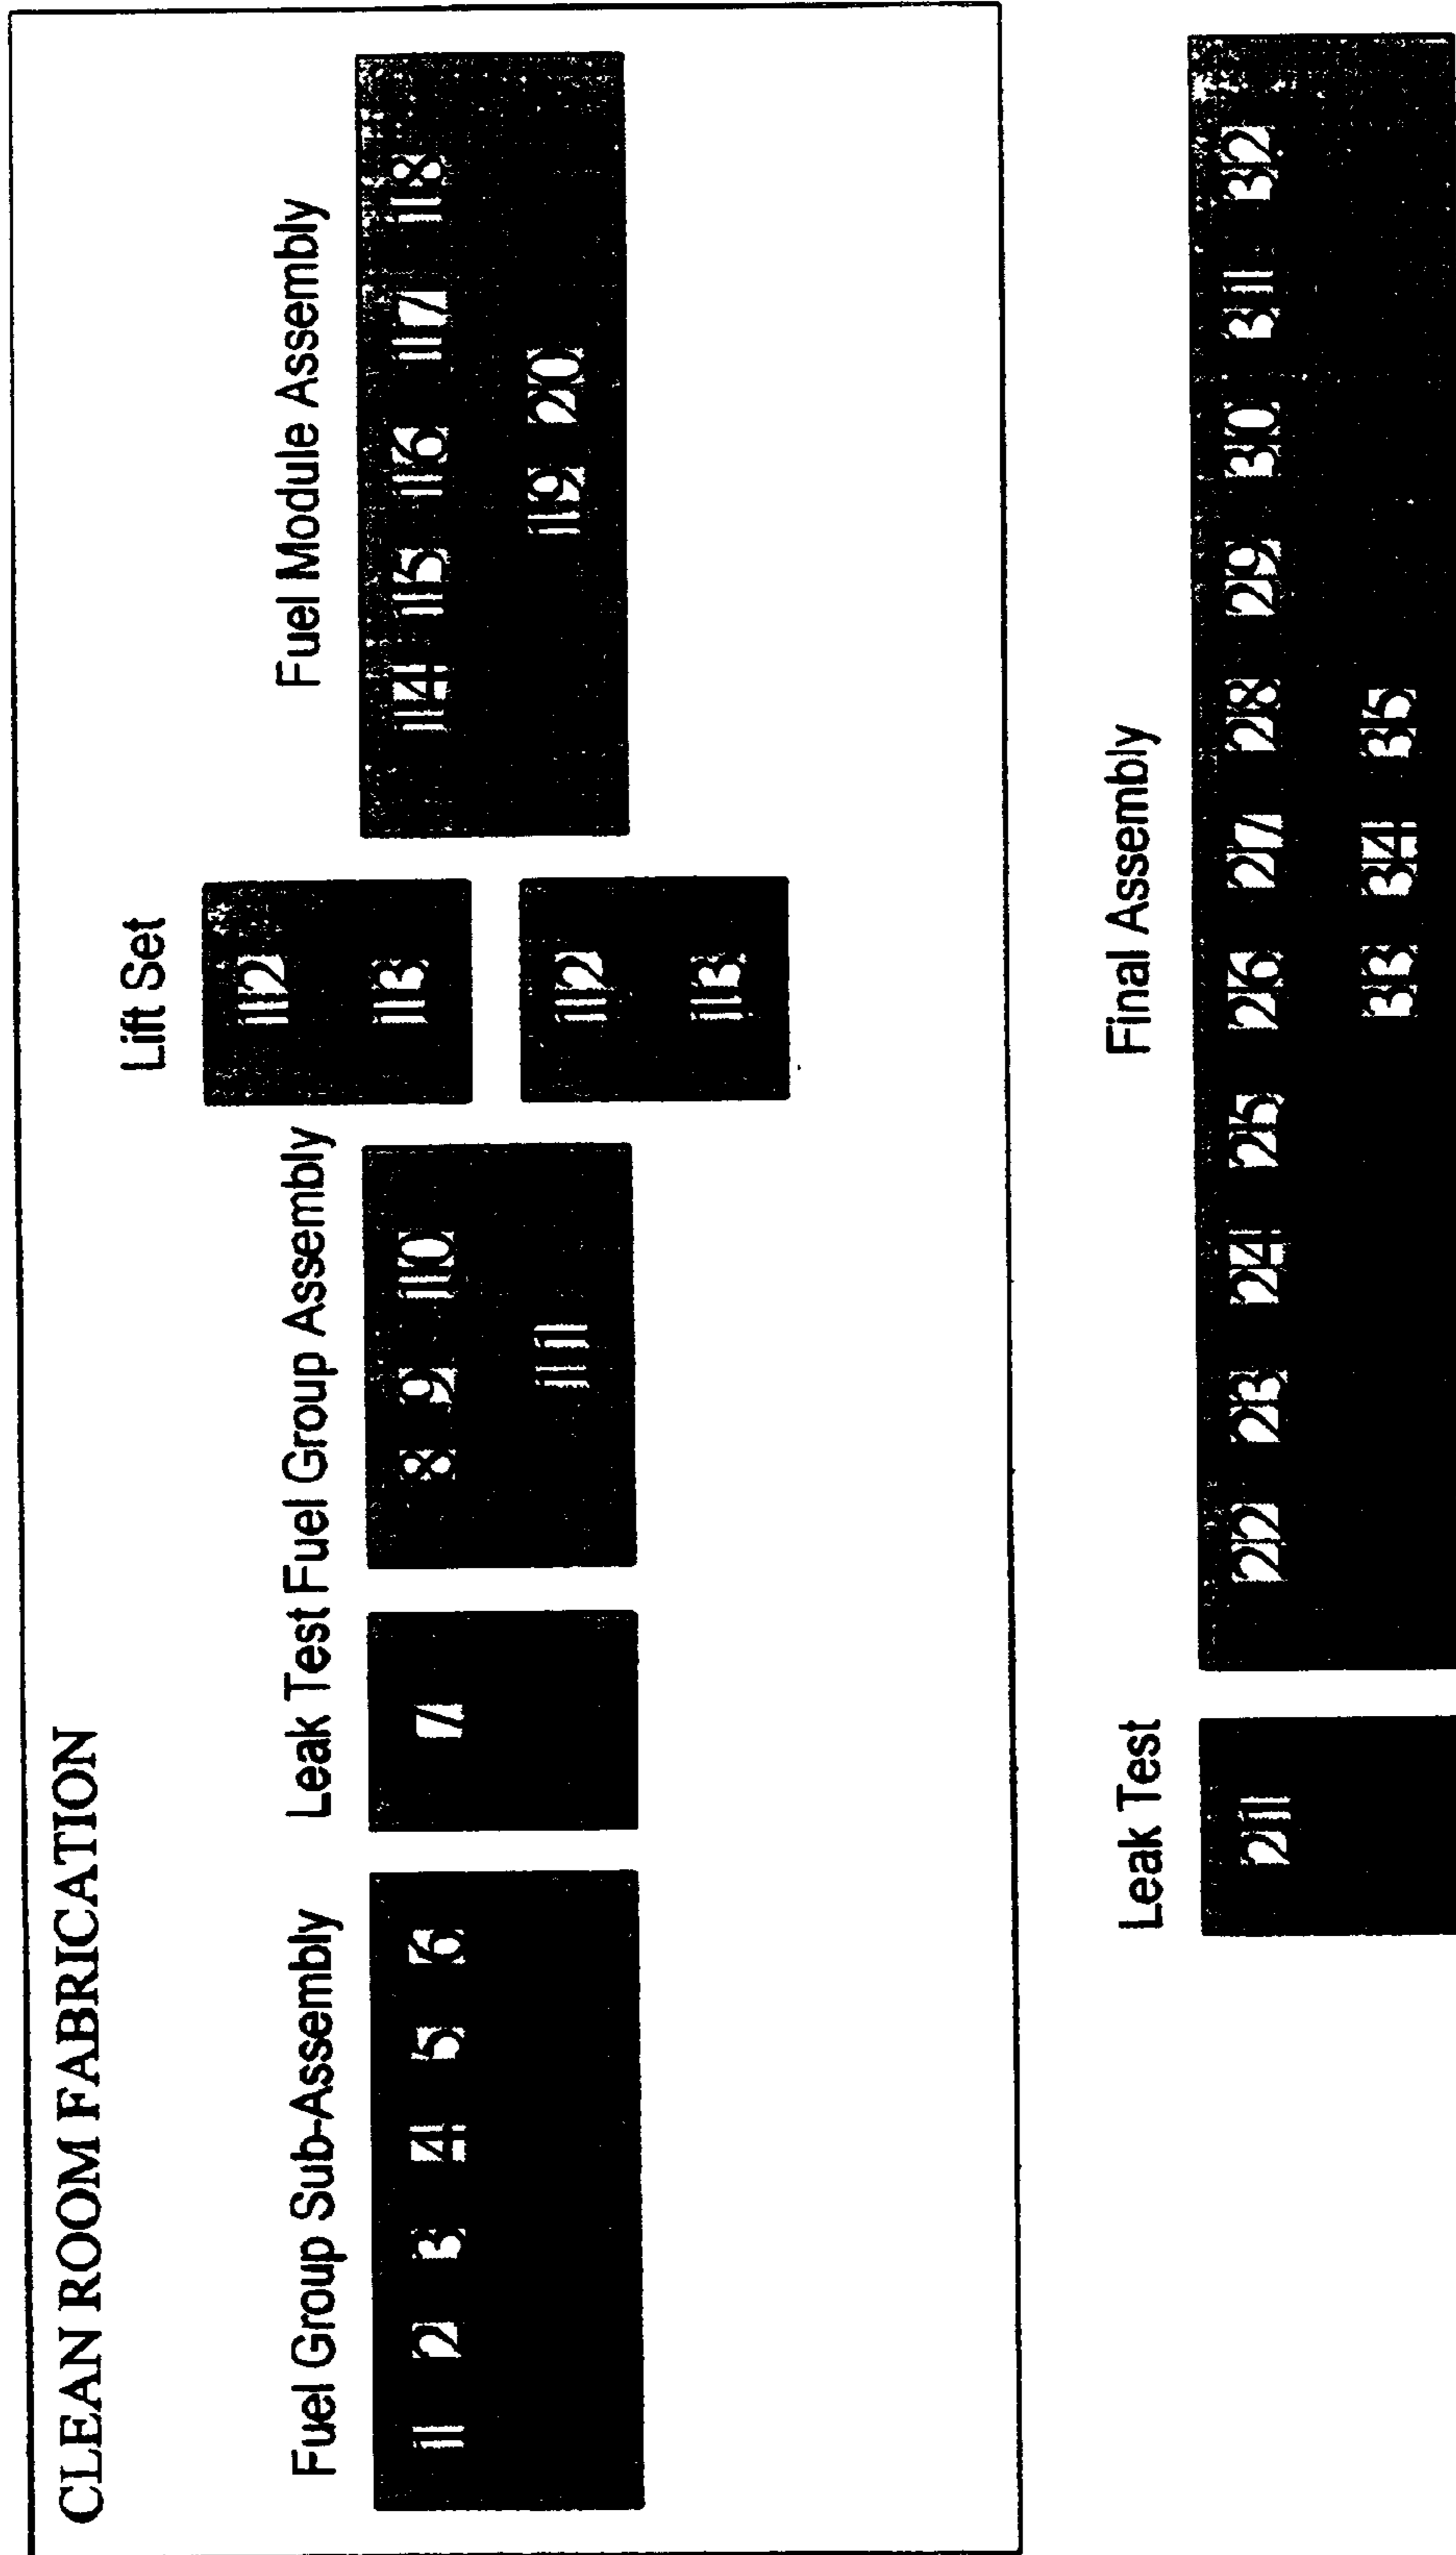 CLEAN ROOM FABRICATION
Fuel Group Sub-Assembly
1 2 3 4 5 6
Leak Test
7
Fuel Group Assembly
8 9 10
11
Lift Set
12
13
12
13
Fuel Module Assembly
14 15 16 17 18
19 20
Leak Test
21
Final Assembly
22 23 24 25 26 27 28 29 30 31 32
33 34 35